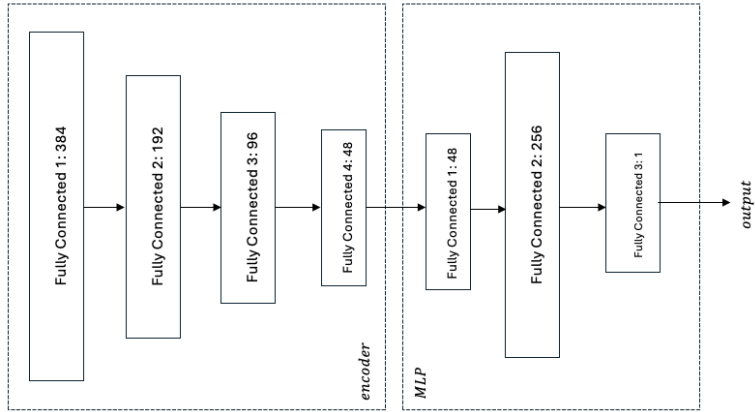 Fully Connected 1: 384
Fully Connected 2: 192
Fully Connected 3: 96
Fully Connected 4: 48
encoder
Fully Connected 1: 48
Fully Connected 2: 256
Fully Connected 3: 1
MLP
output